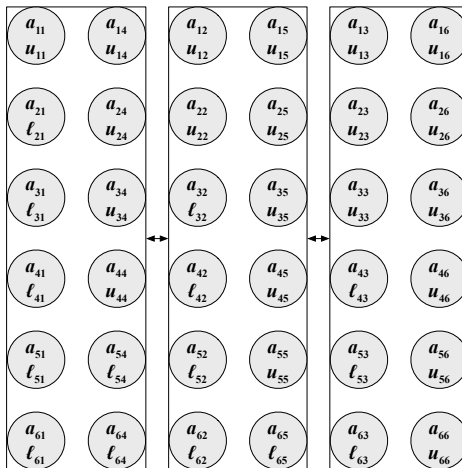 a₁₁ a₁₄ a₁₂ a₁₅ a₁₃ a₁₆
u₁₁ u₁₄ u₁₂ u₁₅ u₁₃ u₁₆
a₂₁ a₂₄ a₂₂ a₂₅ a₂₃ a₂₆
ℓ₂₁ u₂₄ u₂₂ u₂₅ u₂₃ u₂₆
a₃₁ a₃₄ a₃₂ a₃₅ a₃₃ a₃₆
ℓ₃₁ u₃₄ ℓ₃₂ u₃₅ u₃₃ u₃₆
a₄₁ a₄₄ a₄₂ a₄₅ a₄₃ a₄₆
ℓ₄₁ u₄₄ ℓ₄₂ u₄₅ ℓ₄₃ u₄₆
a₅₁ a₅₄ a₅₂ a₅₅ a₅₃ a₅₆
ℓ₅₁ ℓ₅₄ ℓ₅₂ u₅₅ ℓ₅₃ u₅₆
a₆₁ a₆₄ a₆₂ a₆₅ a₆₃ a₆₆
ℓ₆₁ ℓ₆₄ ℓ₆₂ ℓ₆₅ ℓ₆₃ u₆₆